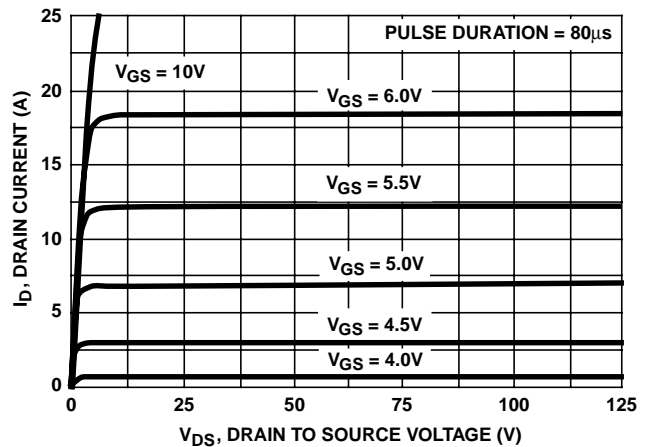 25
20
15
10
5
0
I_D, DRAIN CURRENT (A)
PULSE DURATION = 80µs
V_GS = 10V
V_GS = 6.0V
V_GS = 5.5V
V_GS = 5.0V
V_GS = 4.5V
V_GS = 4.0V
0 25 50 75 100 125
V_DS, DRAIN TO SOURCE VOLTAGE (V)